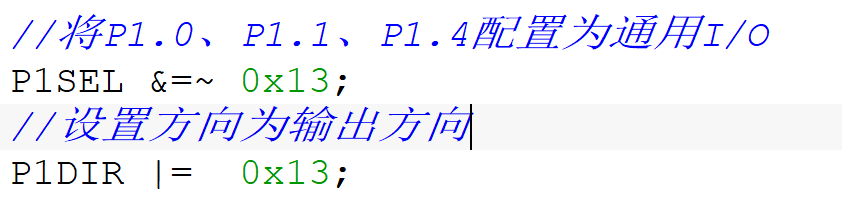 //将P1.0、P1.1、P1.4配置为通用I/O
P1SEL &=~ 0x13;
//设置方向为输出方向
P1DIR |=  0x13;